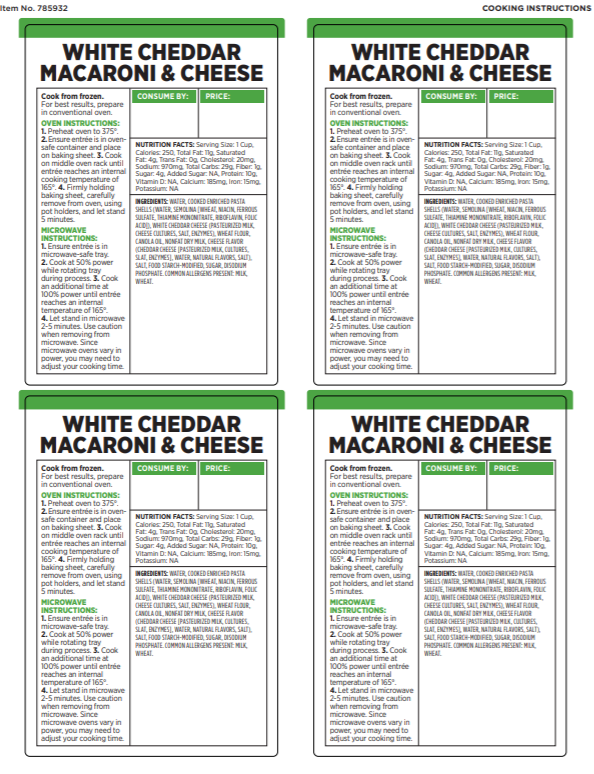 Item No. 785932
COOKING INSTRUCTIONS
WHITE CHEDDAR
MACARONI & CHEESE
Cook from frozen.
For best results, prepare
in conventional oven.
OVEN INSTRUCTIONS:
1. Preheat oven to 375°.
2. Ensure entrée is in oven-
safe container and place
on baking sheet. 3. Cook
on middle oven rack until
entrée reaches an internal
cooking temperature of
165°. 4. Firmly holding
baking sheet, carefully
remove from oven, using
pot holders, and let stand
5 minutes.
MICROWAVE
INSTRUCTIONS:
1. Ensure entrée is in
microwave-safe tray.
2. Cook at 50% power
while rotating tray
during process. 3. Cook
an additional time at
100% power until entrée
reaches an internal
temperature of 165°.
4. Let stand in microwave
2-5 minutes. Use caution
when removing from
microwave. Since
microwave ovens vary in
power, you may need to
adjust your cooking time.
CONSUME BY:
PRICE:
NUTRITION FACTS: Serving Size: 1 Cup,
Calories: 250, Total Fat: 11g, Saturated
Fat: 4g, Trans Fat: 0g, Cholesterol: 20mg,
Sodium: 970mg, Total Carbs: 29g, Fiber: 1g,
Sugar: 4g, Added Sugar: NA, Protein: 10g,
Vitamin D: NA, Calcium: 185mg, Iron: 15mg,
Potassium: NA
INGREDIENTS: WATER, COOKED ENRICHED PASTA
SHELLS (WATER, SEMOLINA [WHEAT, NIACIN, FERROUS
SULFATE, THIAMINE MONONITRATE, RIBOFLAVIN, FOLIC
ACID]), WHITE CHEDDAR CHEESE (PASTEURIZED MILK,
CHEESE CULTURES, SALT, ENZYMES), WHEAT FLOUR,
CANOLA OIL, NONFAT DRY MILK, CHEESE FLAVOR
(CHEDDAR CHEESE [PASTEURIZED MILK, CULTURES,
SLAT, ENZYMES], WATER, NATURAL FLAVORS, SALT),
SALT, FOOD STARCH-MODIFIED, SUGAR, DISODIUM
PHOSPHATE. COMMON ALLERGENS PRESENT: MILK,
WHEAT.
WHITE CHEDDAR
MACARONI & CHEESE
Cook from frozen.
For best results, prepare
in conventional oven.
OVEN INSTRUCTIONS:
1. Preheat oven to 375°.
2. Ensure entrée is in oven-
safe container and place
on baking sheet. 3. Cook
on middle oven rack until
entrée reaches an internal
cooking temperature of
165°. 4. Firmly holding
baking sheet, carefully
remove from oven, using
pot holders, and let stand
5 minutes.
MICROWAVE
INSTRUCTIONS:
1. Ensure entrée is in
microwave-safe tray.
2. Cook at 50% power
while rotating tray
during process. 3. Cook
an additional time at
100% power until entrée
reaches an internal
temperature of 165°.
4. Let stand in microwave
2-5 minutes. Use caution
when removing from
microwave. Since
microwave ovens vary in
power, you may need to
adjust your cooking time.
CONSUME BY:
PRICE:
NUTRITION FACTS: Serving Size: 1 Cup,
Calories: 250, Total Fat: 11g, Saturated
Fat: 4g, Trans Fat: 0g, Cholesterol: 20mg,
Sodium: 970mg, Total Carbs: 29g, Fiber: 1g,
Sugar: 4g, Added Sugar: NA, Protein: 10g,
Vitamin D: NA, Calcium: 185mg, Iron: 15mg,
Potassium: NA
INGREDIENTS: WATER, COOKED ENRICHED PASTA
SHELLS (WATER, SEMOLINA [WHEAT, NIACIN, FERROUS
SULFATE, THIAMINE MONONITRATE, RIBOFLAVIN, FOLIC
ACID]), WHITE CHEDDAR CHEESE (PASTEURIZED MILK,
CHEESE CULTURES, SALT, ENZYMES), WHEAT FLOUR,
CANOLA OIL, NONFAT DRY MILK, CHEESE FLAVOR
(CHEDDAR CHEESE [PASTEURIZED MILK, CULTURES,
SLAT, ENZYMES], WATER, NATURAL FLAVORS, SALT),
SALT, FOOD STARCH-MODIFIED, SUGAR, DISODIUM
PHOSPHATE. COMMON ALLERGENS PRESENT: MILK,
WHEAT.
WHITE CHEDDAR
MACARONI & CHEESE
Cook from frozen.
For best results, prepare
in conventional oven.
OVEN INSTRUCTIONS:
1. Preheat oven to 375°.
2. Ensure entrée is in oven-
safe container and place
on baking sheet. 3. Cook
on middle oven rack until
entrée reaches an internal
cooking temperature of
165°. 4. Firmly holding
baking sheet, carefully
remove from oven, using
pot holders, and let stand
5 minutes.
MICROWAVE
INSTRUCTIONS:
1. Ensure entrée is in
microwave-safe tray.
2. Cook at 50% power
while rotating tray
during process. 3. Cook
an additional time at
100% power until entrée
reaches an internal
temperature of 165°.
4. Let stand in microwave
2-5 minutes. Use caution
when removing from
microwave. Since
microwave ovens vary in
power, you may need to
adjust your cooking time.
CONSUME BY:
PRICE:
NUTRITION FACTS: Serving Size: 1 Cup,
Calories: 250, Total Fat: 11g, Saturated
Fat: 4g, Trans Fat: 0g, Cholesterol: 20mg,
Sodium: 970mg, Total Carbs: 29g, Fiber: 1g,
Sugar: 4g, Added Sugar: NA, Protein: 10g,
Vitamin D: NA, Calcium: 185mg, Iron: 15mg,
Potassium: NA
INGREDIENTS: WATER, COOKED ENRICHED PASTA
SHELLS (WATER, SEMOLINA [WHEAT, NIACIN, FERROUS
SULFATE, THIAMINE MONONITRATE, RIBOFLAVIN, FOLIC
ACID]), WHITE CHEDDAR CHEESE (PASTEURIZED MILK,
CHEESE CULTURES, SALT, ENZYMES), WHEAT FLOUR,
CANOLA OIL, NONFAT DRY MILK, CHEESE FLAVOR
(CHEDDAR CHEESE [PASTEURIZED MILK, CULTURES,
SLAT, ENZYMES], WATER, NATURAL FLAVORS, SALT),
SALT, FOOD STARCH-MODIFIED, SUGAR, DISODIUM
PHOSPHATE. COMMON ALLERGENS PRESENT: MILK,
WHEAT.
WHITE CHEDDAR
MACARONI & CHEESE
Cook from frozen.
For best results, prepare
in conventional oven.
OVEN INSTRUCTIONS:
1. Preheat oven to 375°.
2. Ensure entrée is in oven-
safe container and place
on baking sheet. 3. Cook
on middle oven rack until
entrée reaches an internal
cooking temperature of
165°. 4. Firmly holding
baking sheet, carefully
remove from oven, using
pot holders, and let stand
5 minutes.
MICROWAVE
INSTRUCTIONS:
1. Ensure entrée is in
microwave-safe tray.
2. Cook at 50% power
while rotating tray
during process. 3. Cook
an additional time at
100% power until entrée
reaches an internal
temperature of 165°.
4. Let stand in microwave
2-5 minutes. Use caution
when removing from
microwave. Since
microwave ovens vary in
power, you may need to
adjust your cooking time.
CONSUME BY:
PRICE:
NUTRITION FACTS: Serving Size: 1 Cup,
Calories: 250, Total Fat: 11g, Saturated
Fat: 4g, Trans Fat: 0g, Cholesterol: 20mg,
Sodium: 970mg, Total Carbs: 29g, Fiber: 1g,
Sugar: 4g, Added Sugar: NA, Protein: 10g,
Vitamin D: NA, Calcium: 185mg, Iron: 15mg,
Potassium: NA
INGREDIENTS: WATER, COOKED ENRICHED PASTA
SHELLS (WATER, SEMOLINA [WHEAT, NIACIN, FERROUS
SULFATE, THIAMINE MONONITRATE, RIBOFLAVIN, FOLIC
ACID]), WHITE CHEDDAR CHEESE (PASTEURIZED MILK,
CHEESE CULTURES, SALT, ENZYMES), WHEAT FLOUR,
CANOLA OIL, NONFAT DRY MILK, CHEESE FLAVOR
(CHEDDAR CHEESE [PASTEURIZED MILK, CULTURES,
SLAT, ENZYMES], WATER, NATURAL FLAVORS, SALT),
SALT, FOOD STARCH-MODIFIED, SUGAR, DISODIUM
PHOSPHATE. COMMON ALLERGENS PRESENT: MILK,
WHEAT.